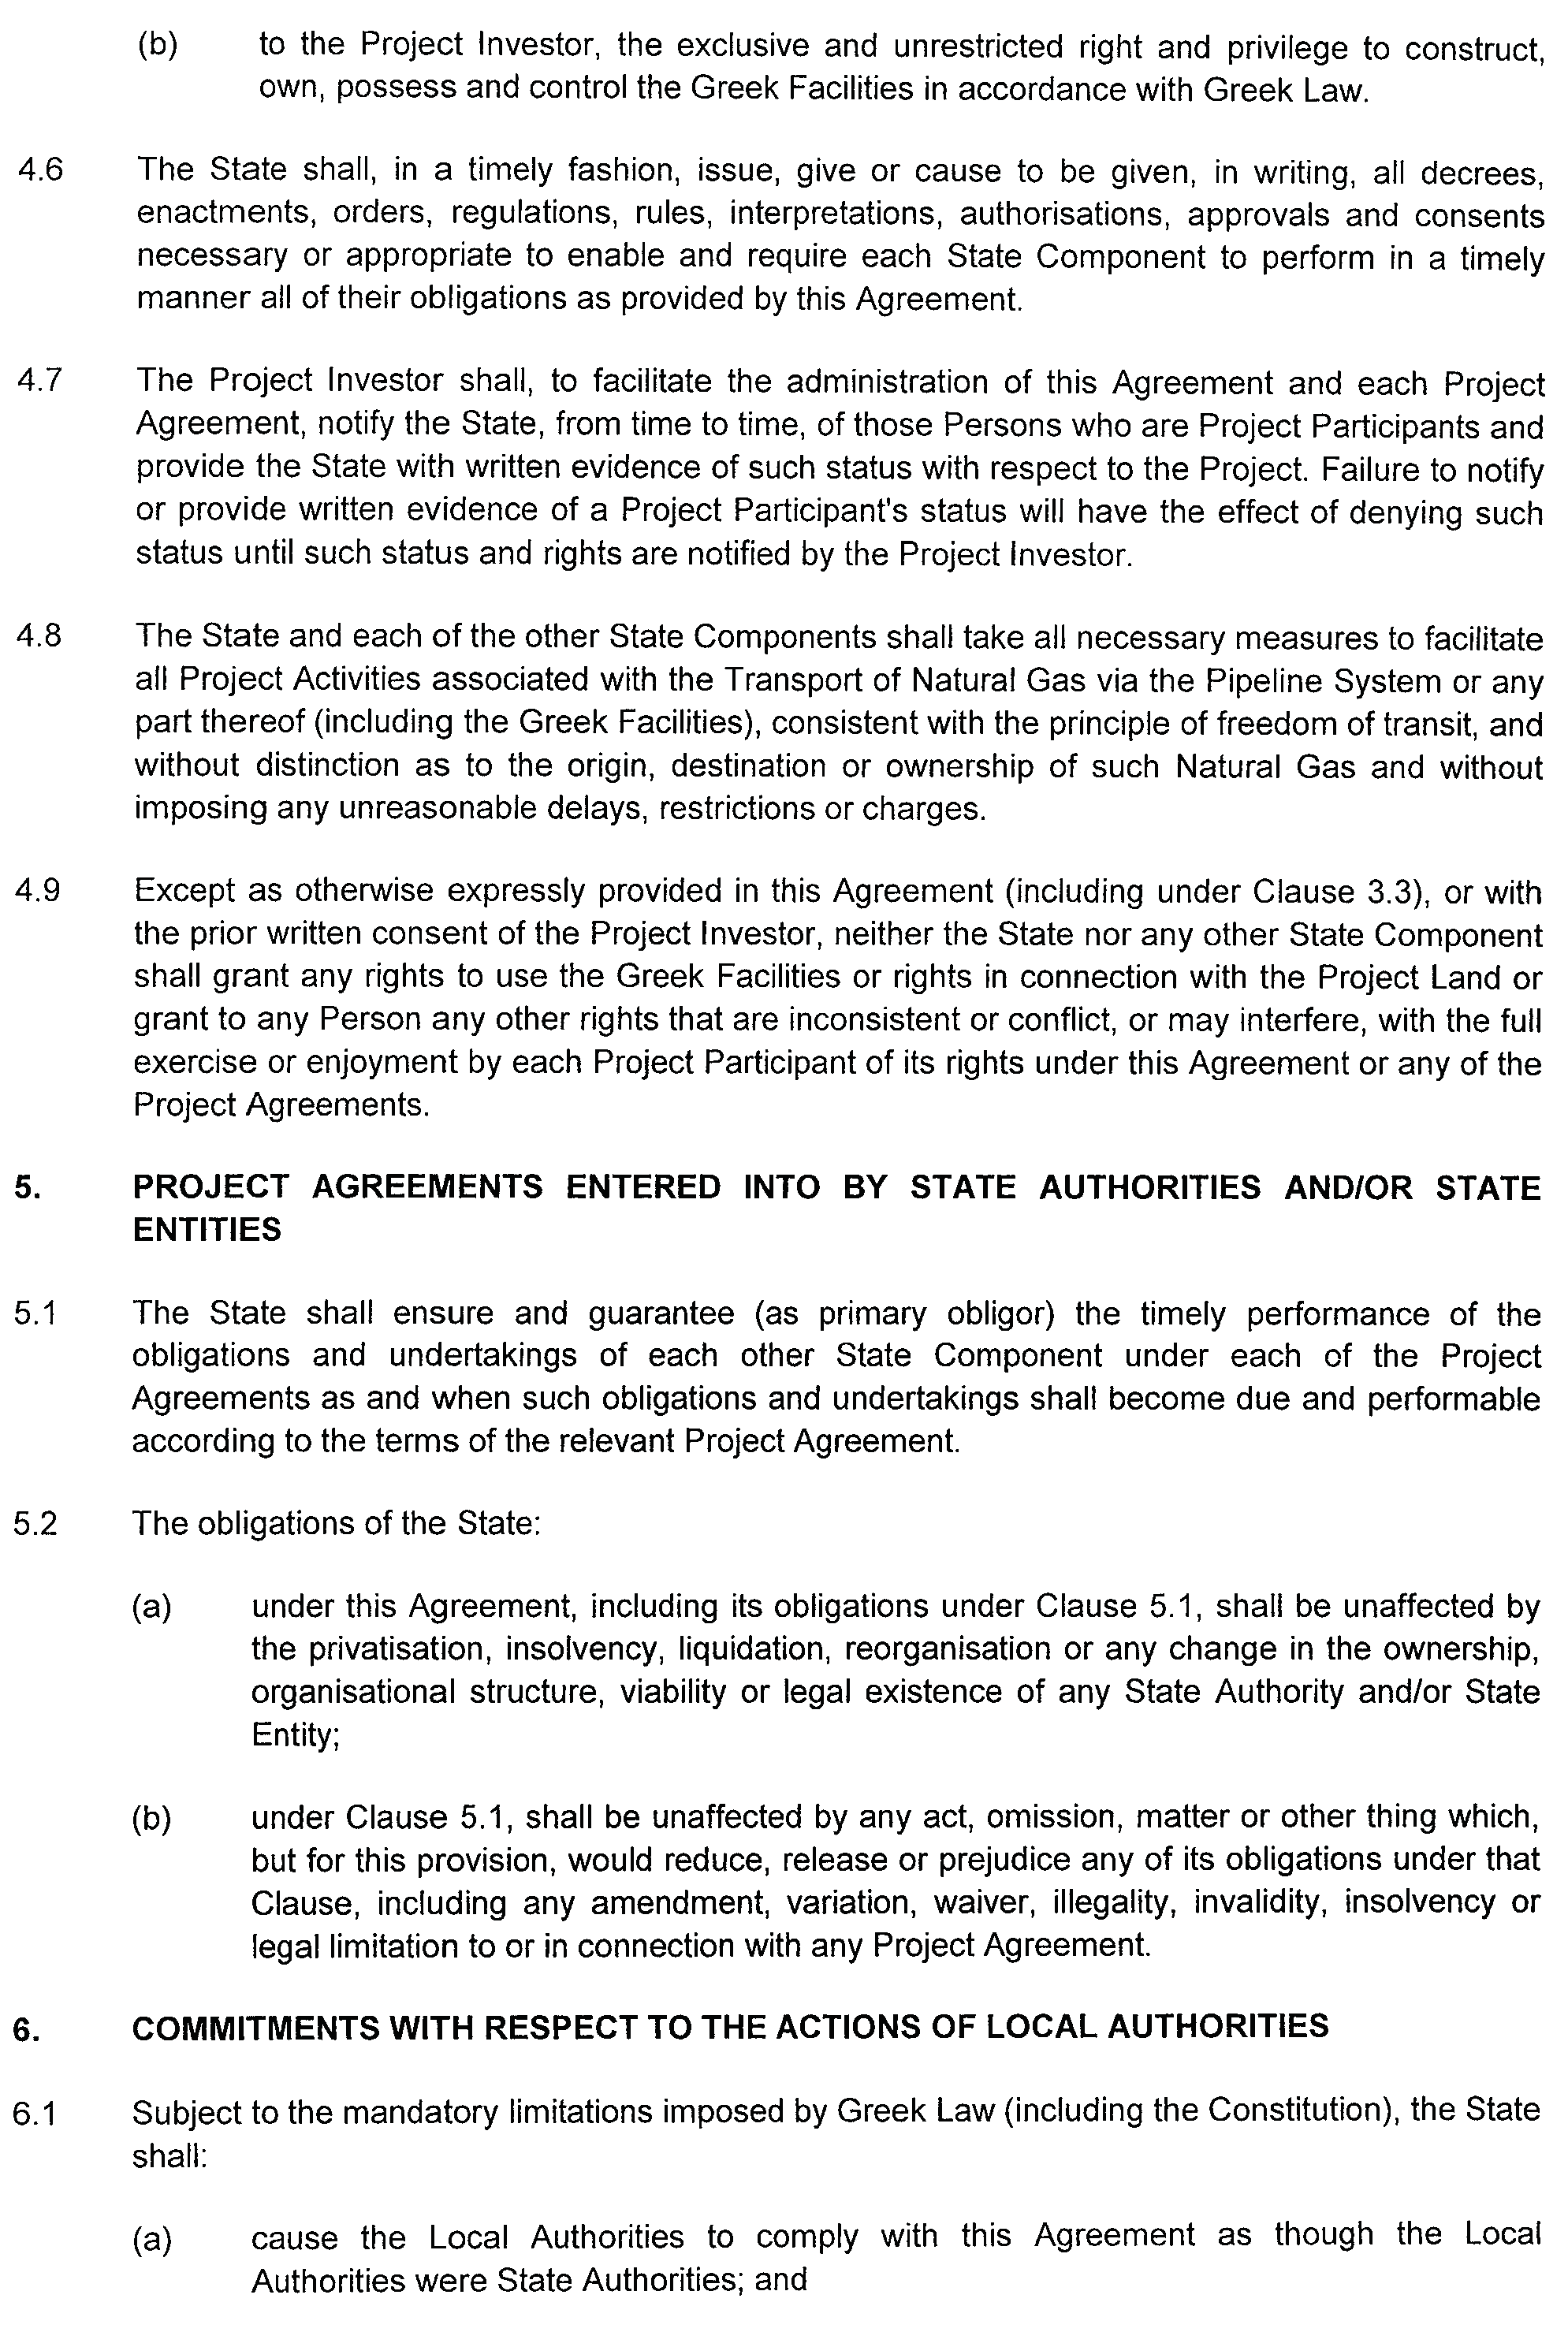 (b) to the Project Investor, the exclusive and unrestricted right and privilege to construct,
own, possess and control the Greek Facilities in accordance with Greek Law.
4.6 The State shall, in a timely fashion, issue, give or cause to be given, in writing, all decrees,
enactments, orders, regulations, rules, interpretations, authorisations, approvals and consents
necessary or appropriate to enable and require each State Component to perform in a timely
manner all of their obligations as provided by this Agreement.
4.7 The Project Investor shall, to facilitate the administration of this Agreement and each Project
Agreement, notify the State, from time to time, of those Persons who are Project Participants and
provide the State with written evidence of such status with respect to the Project. Failure to notify
or provide written evidence of a Project Participant's status will have the effect of denying such
status until such status and rights are notified by the Project Investor.
4.8 The State and each of the other State Components shall take all necessary measures to facilitate
all Project Activities associated with the Transport of Natural Gas via the Pipeline System or any
part thereof (including the Greek Facilities), consistent with the principle of freedom of transit, and
without distinction as to the origin, destination or ownership of such Natural Gas and without
imposing any unreasonable delays, restrictions or charges.
4.9 Except as otherwise expressly provided in this Agreement (including under Clause 3.3), or with
the prior written consent of the Project Investor, neither the State nor any other State Component
shall grant any rights to use the Greek Facilities or rights in connection with the Project Land or
grant to any Person any other rights that are inconsistent or conflict, or may interfere, with the full
exercise or enjoyment by each Project Participant of its rights under this Agreement or any of the
Project Agreements.
5. PROJECT AGREEMENTS ENTERED INTO BY STATE AUTHORITIES AND/OR STATE
ENTITIES
5.1 The State shall ensure and guarantee (as primary obligor) the timely performance of the
obligations and undertakings of each other State Component under each of the Project
Agreements as and when such obligations and undertakings shall become due and performable
according to the terms of the relevant Project Agreement.
5.2 The obligations of the State:
(a) under this Agreement, including its obligations under Clause 5.1, shall be unaffected by
the privatisation, insolvency, liquidation, reorganisation or any change in the ownership,
organisational structure, viability or legal existence of any State Authority and/or State
Entity;
(b) under Clause 5.1, shall be unaffected by any act, omission, matter or other thing which,
but for this provision, would reduce, release or prejudice any of its obligations under that
Clause, including any amendment, variation, waiver, illegality, invalidity, insolvency or
legal limitation to or in connection with any Project Agreement.
6. COMMITMENTS WITH RESPECT TO THE ACTIONS OF LOCAL AUTHORITIES
6.1 Subject to the mandatory limitations imposed by Greek Law (including the Constitution), the State
shall:
(a) cause the Local Authorities to comply with this Agreement as though the Local
Authorities were State Authorities; and